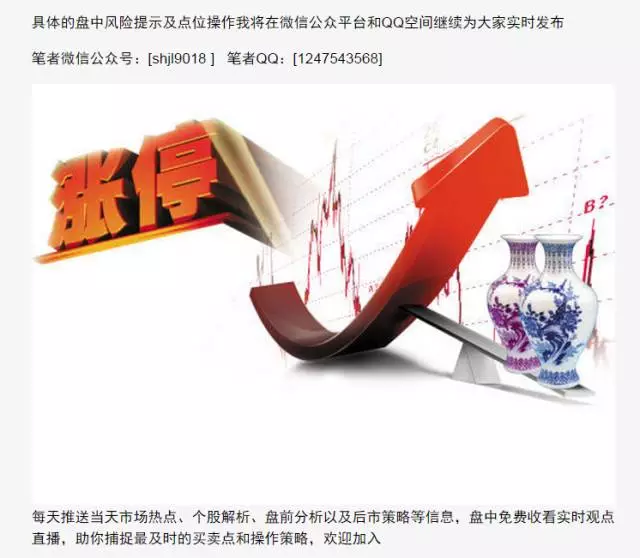 具体的盘中风险提示及点位操作我将在微信公众平台和QQ空间继续为大家实时发布
笔者微信公众号：[shjl9018 ]   笔者QQ：[1247543568]
涨停
B?
每天推送当天市场热点、个股解析、盘前分析以及后市策略等信息，盘中免费收看实时观点
直播，助你捕捉最及时的买卖点和操作策略，欢迎加入